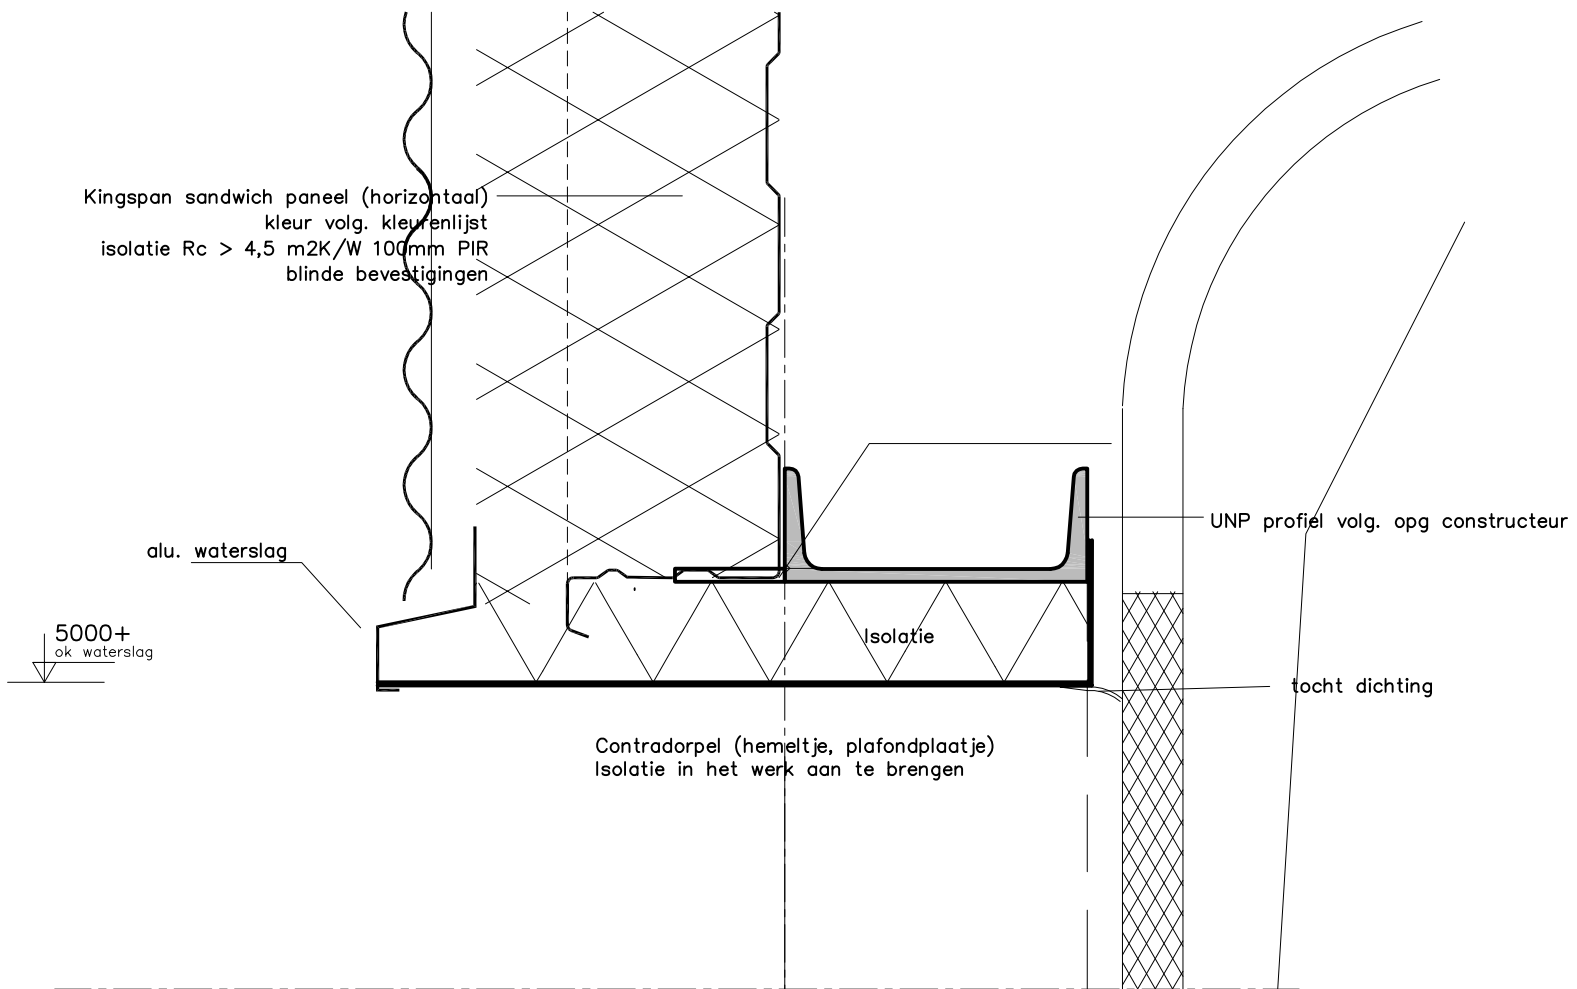 Kingspan sandwich paneel (horizontaal)
kleur volg. kleurenlijst
isolatie Rc > 4,5 m2K/W 100mm PIR
blinde bevestigingen
UNP profiel volg. opg constructeur
alu. waterslag
5000+
ok waterslag
Isolatie
tocht dichting
Contradorpel (hemeltje, plafondplaatje)
Isolatie in het werk aan te brengen